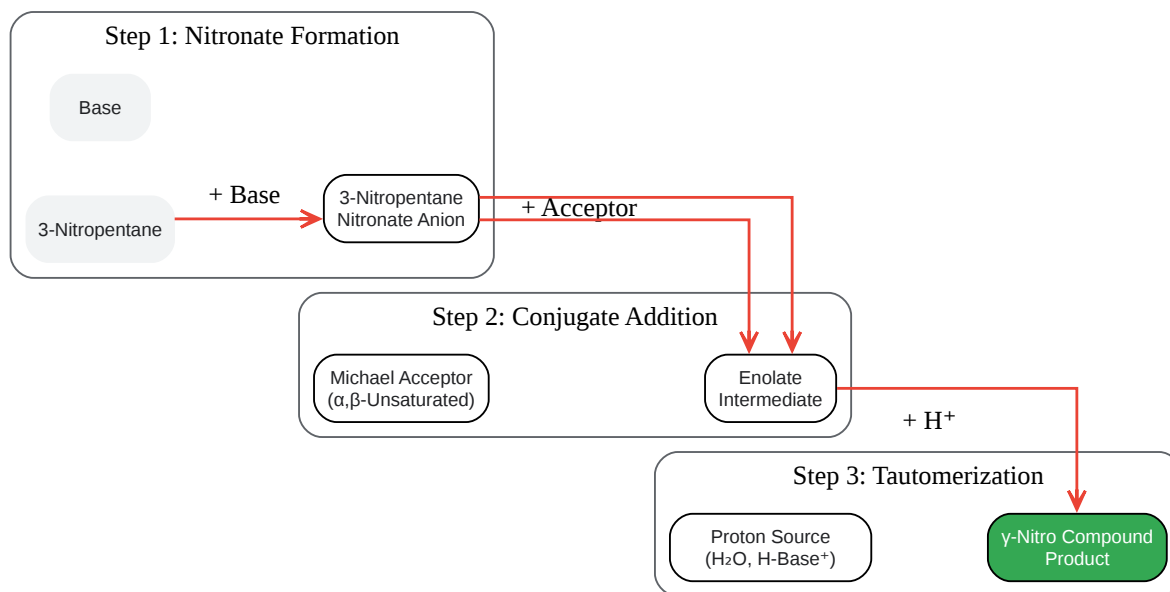 Step 1: Nitronate Formation
Base
3-Nitropentane
+ Base
3-Nitropentane
Nitronate Anion
+ Acceptor
Step 2: Conjugate Addition
Michael Acceptor
(α,β-Unsaturated)
Enolate
Intermediate
+ H⁺
Step 3: Tautomerization
Proton Source
(H₂O, H-Base⁺)
γ-Nitro Compound
Product